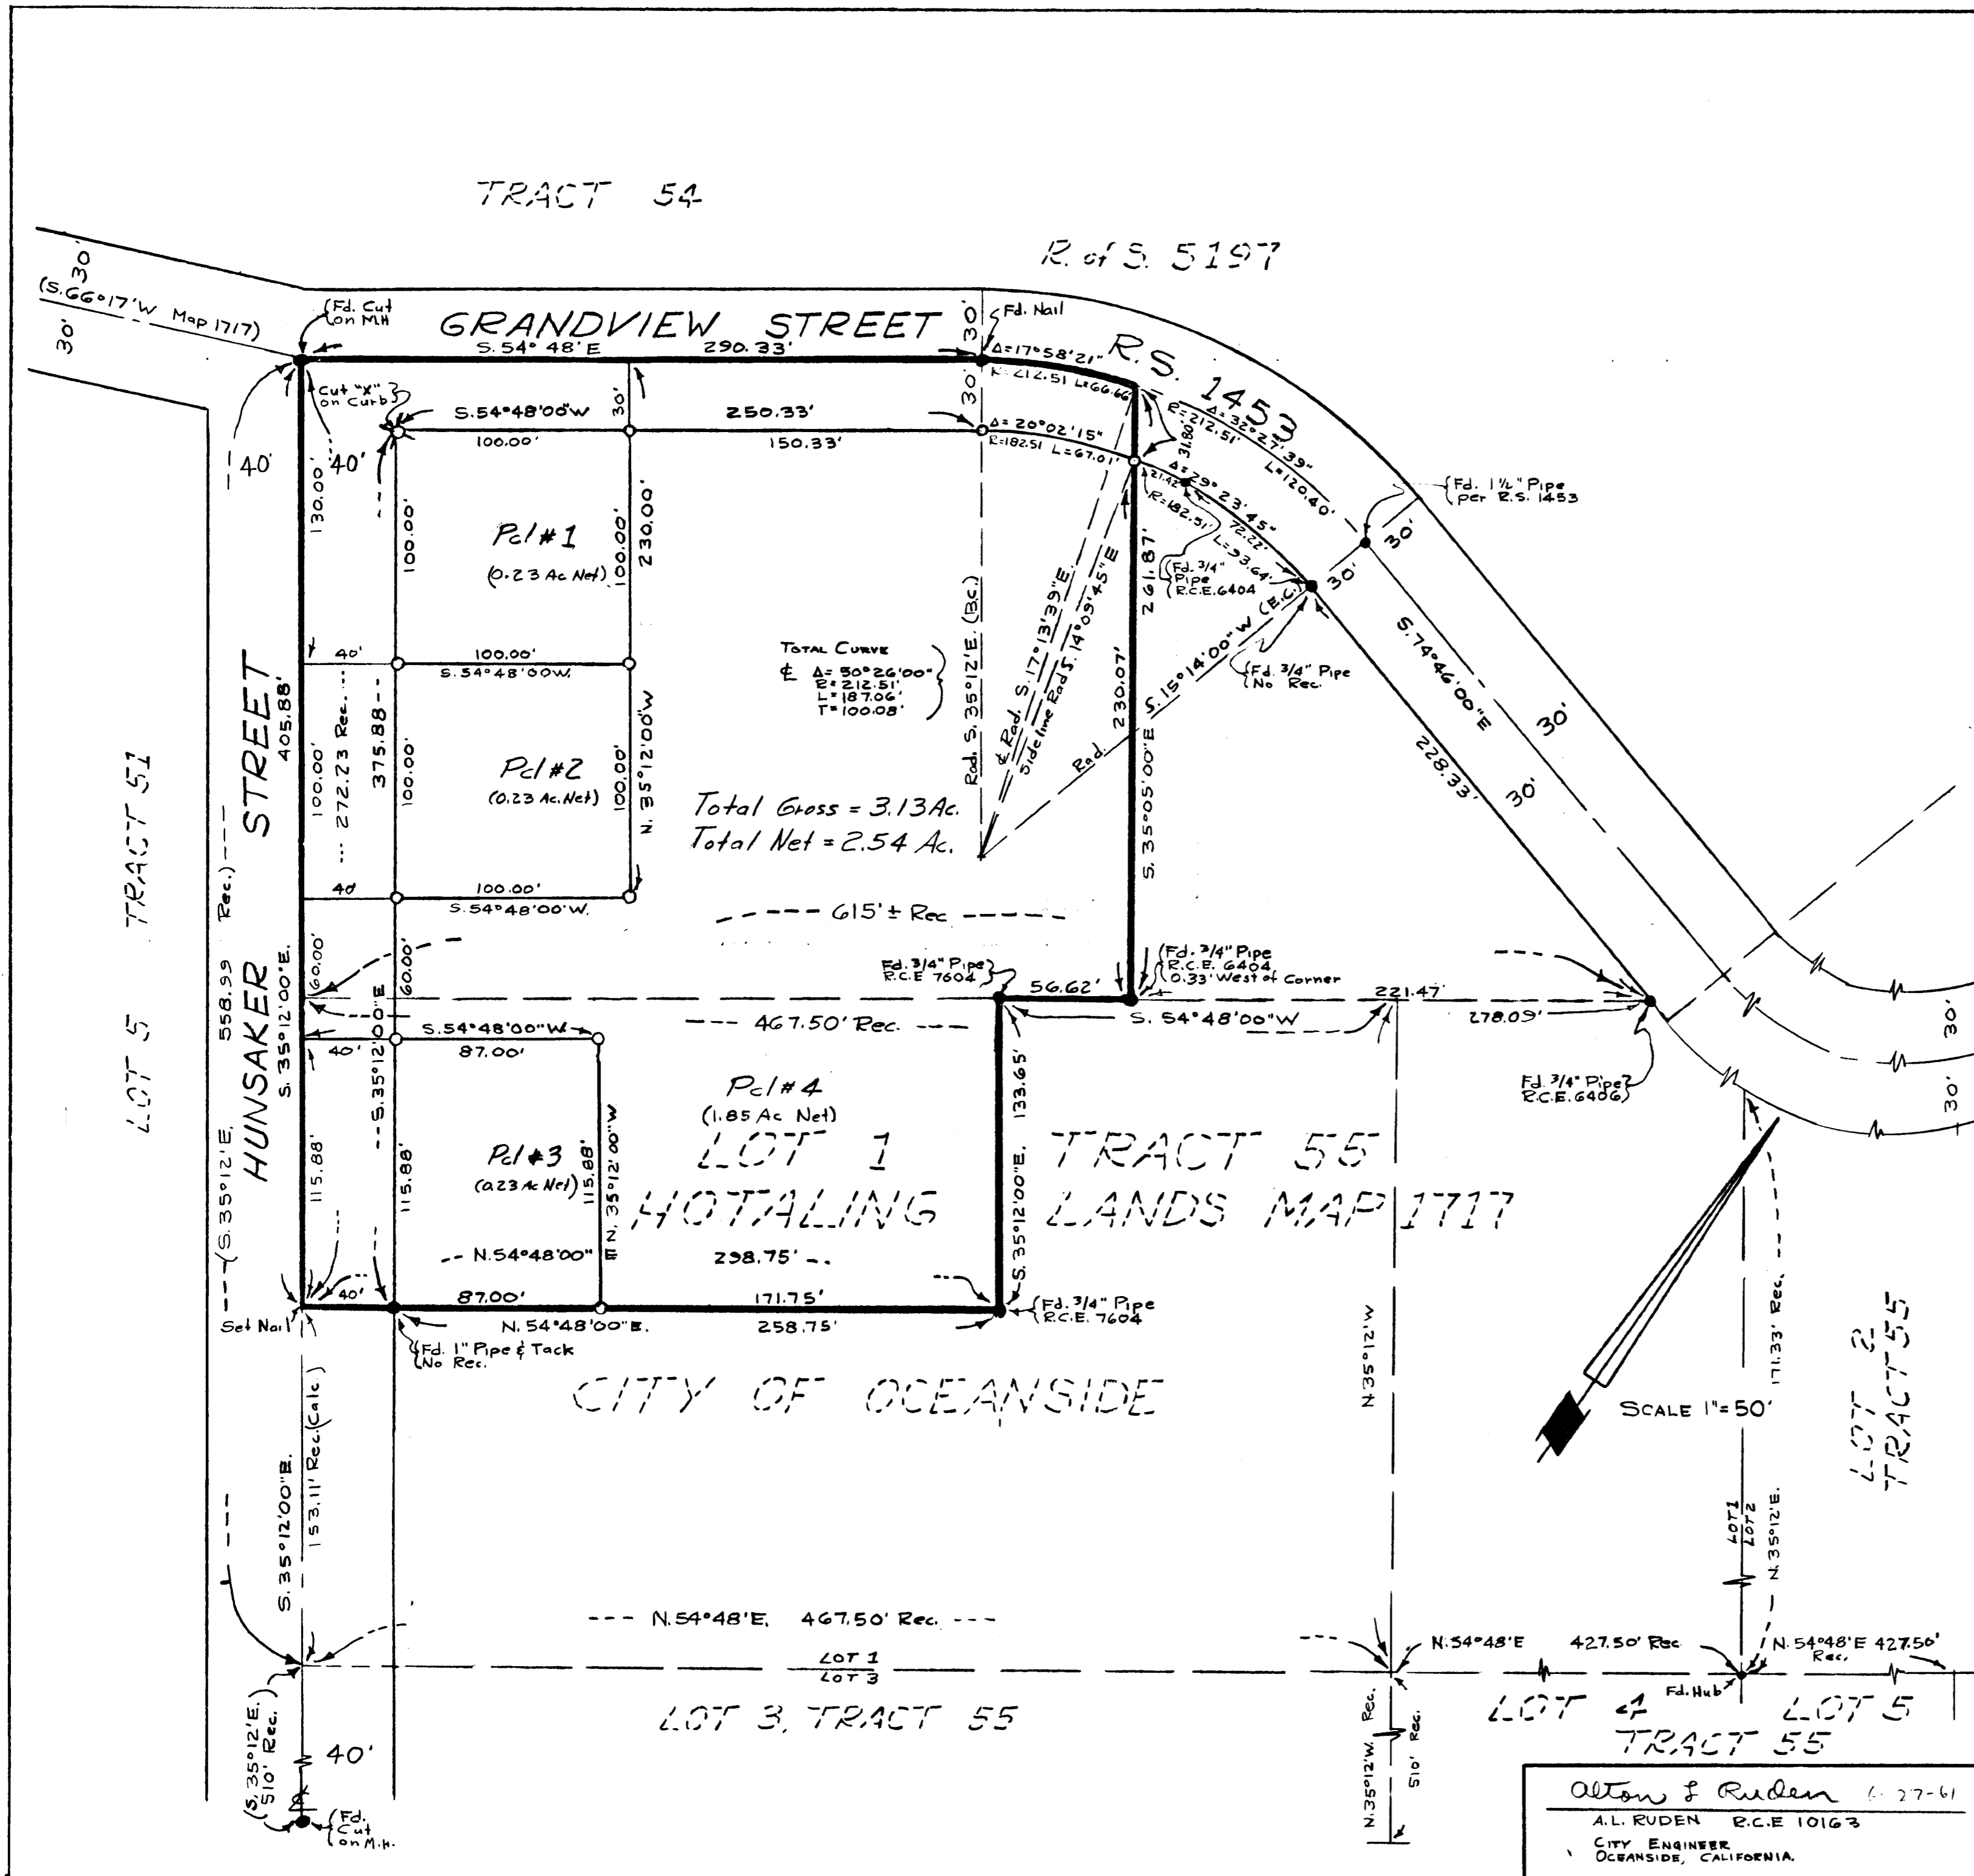 TRACT 54
R. of S. 5197
30'
(S.66°17'W Map 1717)
30'
Fd. Cut
on MH
GRANDVIEW STREET
S. 54° 48' E 290.33'
30'
Fd. Nail
Δ=17°58'21"
R=212.51 L=66.66'
R.S. 1453
Δ=32°27'39"
R=212.51'
L=120.40'
Cut "X"
on Curb
S.54°48'00"W 250.33'
100.00' 150.33'
30'
30'
Δ=20°02'15"
R=182.51 L=67.01'
31.80'
21.42'
Δ=29°23'45"
R=182.51'
72.22'
L=93.64'
Fd. 1½" Pipe
per R.S. 1453
30'
30'
40' 40'
130.00'
100.00'
Pcl #1
(0.23 Ac Net)
100.00'
230.00'
261.87'
Fd. 3/4"
Pipe
R.C.E. 6404
Fd. 3/4" Pipe
No Rec.
S. 15°14'00"W (E.C.)
Rad.
S.74°46'00"E
30'
30'
228.33'
40' 100.00'
S.54°48'00W.
TOTAL CURVE
℄ Δ= 50°26'00"
R=212.51'
L=187.06'
T=100.08'
Rad. S.35°12'E. (B.C.)
℄ Rad. S.17°13'39"E.
Sideline Rad S.14°09'45"E
230.07'
S. 35°05'00"E
HUNSAKER STREET
S. 35°12'00"E. 405.88'
(S.35°12'E. 558.99 Rec.)
LOT 5 TRACT 51
100.00'
272.23 Rec.
375.88
100.00'
Pcl #2
(0.23 Ac. Net)
100.00'
N. 35°12'00W
Total Gross = 3.13 Ac.
Total Net = 2.54 Ac.
40' 100.00'
S.54°48'00"W.
615' ± Rec
60.00'
60.00'
S.35°12'00"E
Fd. 3/4" Pipe
R.C.E 7604
56.62'
Fd. 3/4" Pipe
R.C.E. 6404
0.33' West of Corner
467.50' Rec.
S. 54°48'00"W
221.47'
278.09'
Fd. 3/4" Pipe
R.C.E. 6406
30'
30'
S.54°48'00"W
40' 87.00'
115.88'
115.88'
Pcl #3
(0.23 Ac Net)
115.88'
N. 35°12'00"W
Pcl #4
(1.85 Ac Net)
S. 35°12'00"E. 133.65'
LOT 1 TRACT 55
HOTTALING LANDS MAP 1717
N.54°48'00"E 298.75'
40' 87.00' 171.75'
N. 54°48'00"E. 258.75'
Set Nail
Fd. 1" Pipe & Tack
No Rec.
Fd. 3/4" Pipe
R.C.E. 7604
CITY OF OCEANSIDE
N.35°12'W
171.33' Rec.
SCALE 1"=50'
LOT 2
TRACT 55
LOT 1
LOT 2
N.35°12'E.
S.35°12'00"E.
153.11' Rec. (Calc)
N.54°48'E. 467.50' Rec.
LOT 1
LOT 3
LOT 3, TRACT 55
N.54°48'E 427.50' Rec
N.54°48'E 427.50'
Rec.
Fd. Hub
LOT 4 LOT 5
TRACT 55
(S.35°12'E.
510' Rec.)
40'
Fd.
Cut
on M.H.
N.35°12'W. Rec.
510' Rec.
Alton L Ruden 6-27-61
A.L. RUDEN R.C.E 10163
CITY ENGINEER
OCEANSIDE, CALIFORNIA.